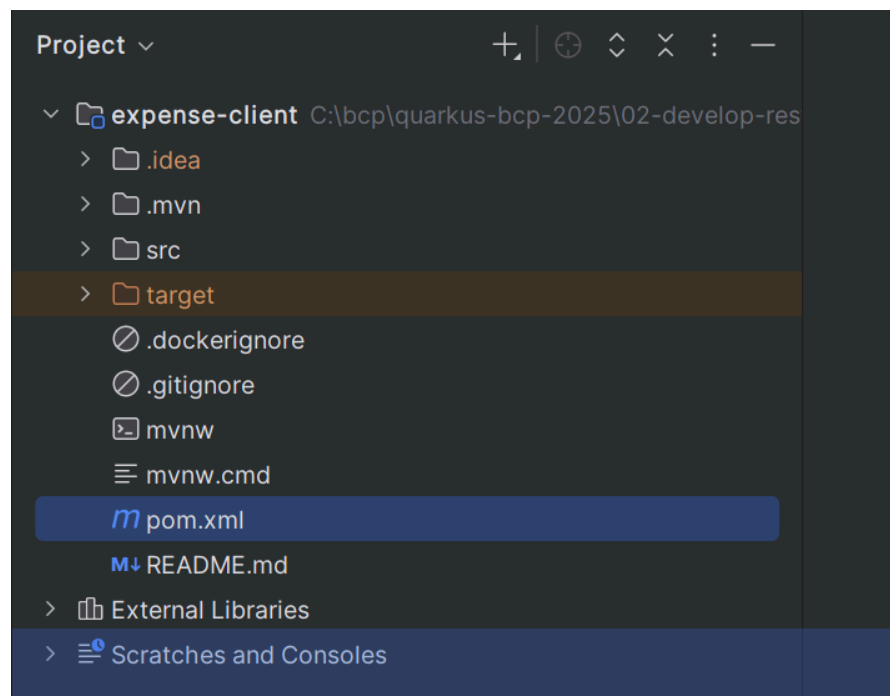 Project
expense-client C:\bcp\quarkus-bcp-2025\02-develop-res
.idea
.mvn
src
target
.dockerignore
.gitignore
mvnw
mvnw.cmd
m pom.xml
M↓ README.md
External Libraries
Scratches and Consoles